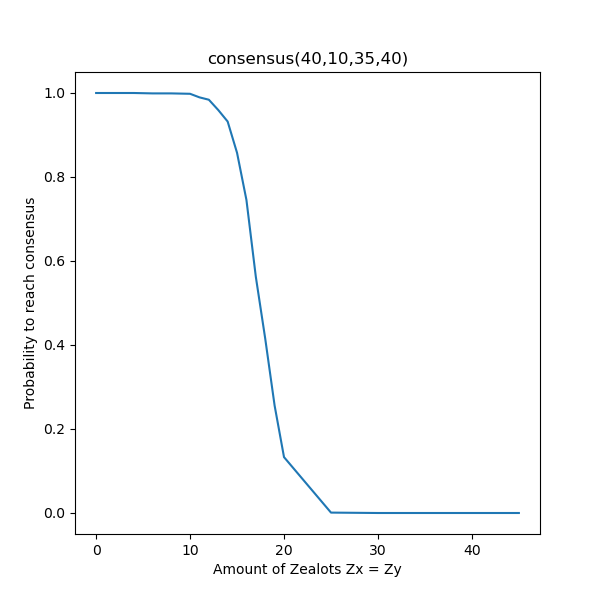 consensus(40,10,35,40)
Probability to reach consensus
1.0
0.8
0.6
0.4
0.2
0.0
0 10 20 30 40
Amount of Zealots Zx = Zy